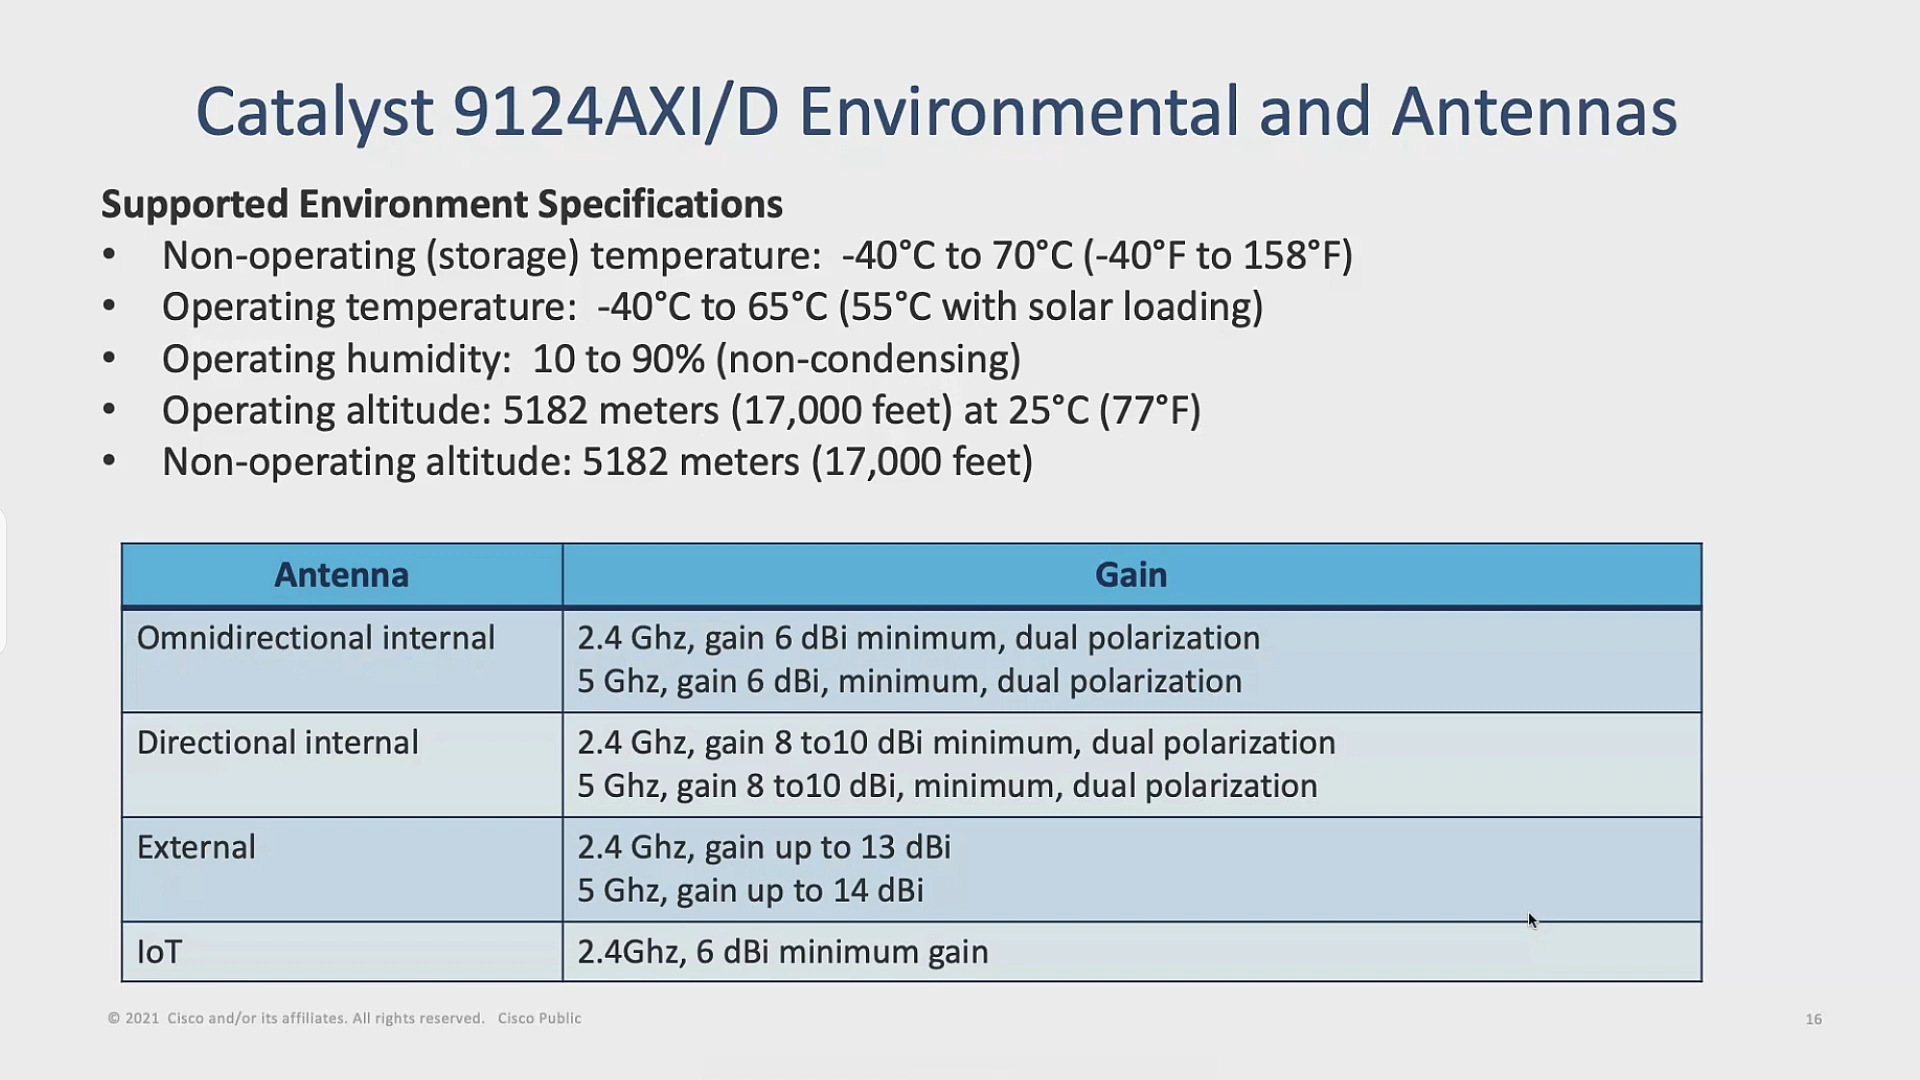 Catalyst 9124AXI/D Environmental and Antennas
Supported Environment Specifications
• Non-operating (storage) temperature:  -40°C to 70°C (-40°F to 158°F)
• Operating temperature:  -40°C to 65°C (55°C with solar loading)
• Operating humidity:  10 to 90% (non-condensing)
• Operating altitude: 5182 meters (17,000 feet) at 25°C (77°F)
• Non-operating altitude: 5182 meters (17,000 feet)
Antenna Gain
Omnidirectional internal 2.4 Ghz, gain 6 dBi minimum, dual polarization
5 Ghz, gain 6 dBi, minimum, dual polarization
Directional internal 2.4 Ghz, gain 8 to10 dBi minimum, dual polarization
5 Ghz, gain 8 to10 dBi, minimum, dual polarization
External 2.4 Ghz, gain up to 13 dBi
5 Ghz, gain up to 14 dBi
IoT 2.4Ghz, 6 dBi minimum gain
© 2021 Cisco and/or its affiliates. All rights reserved. Cisco Public 16